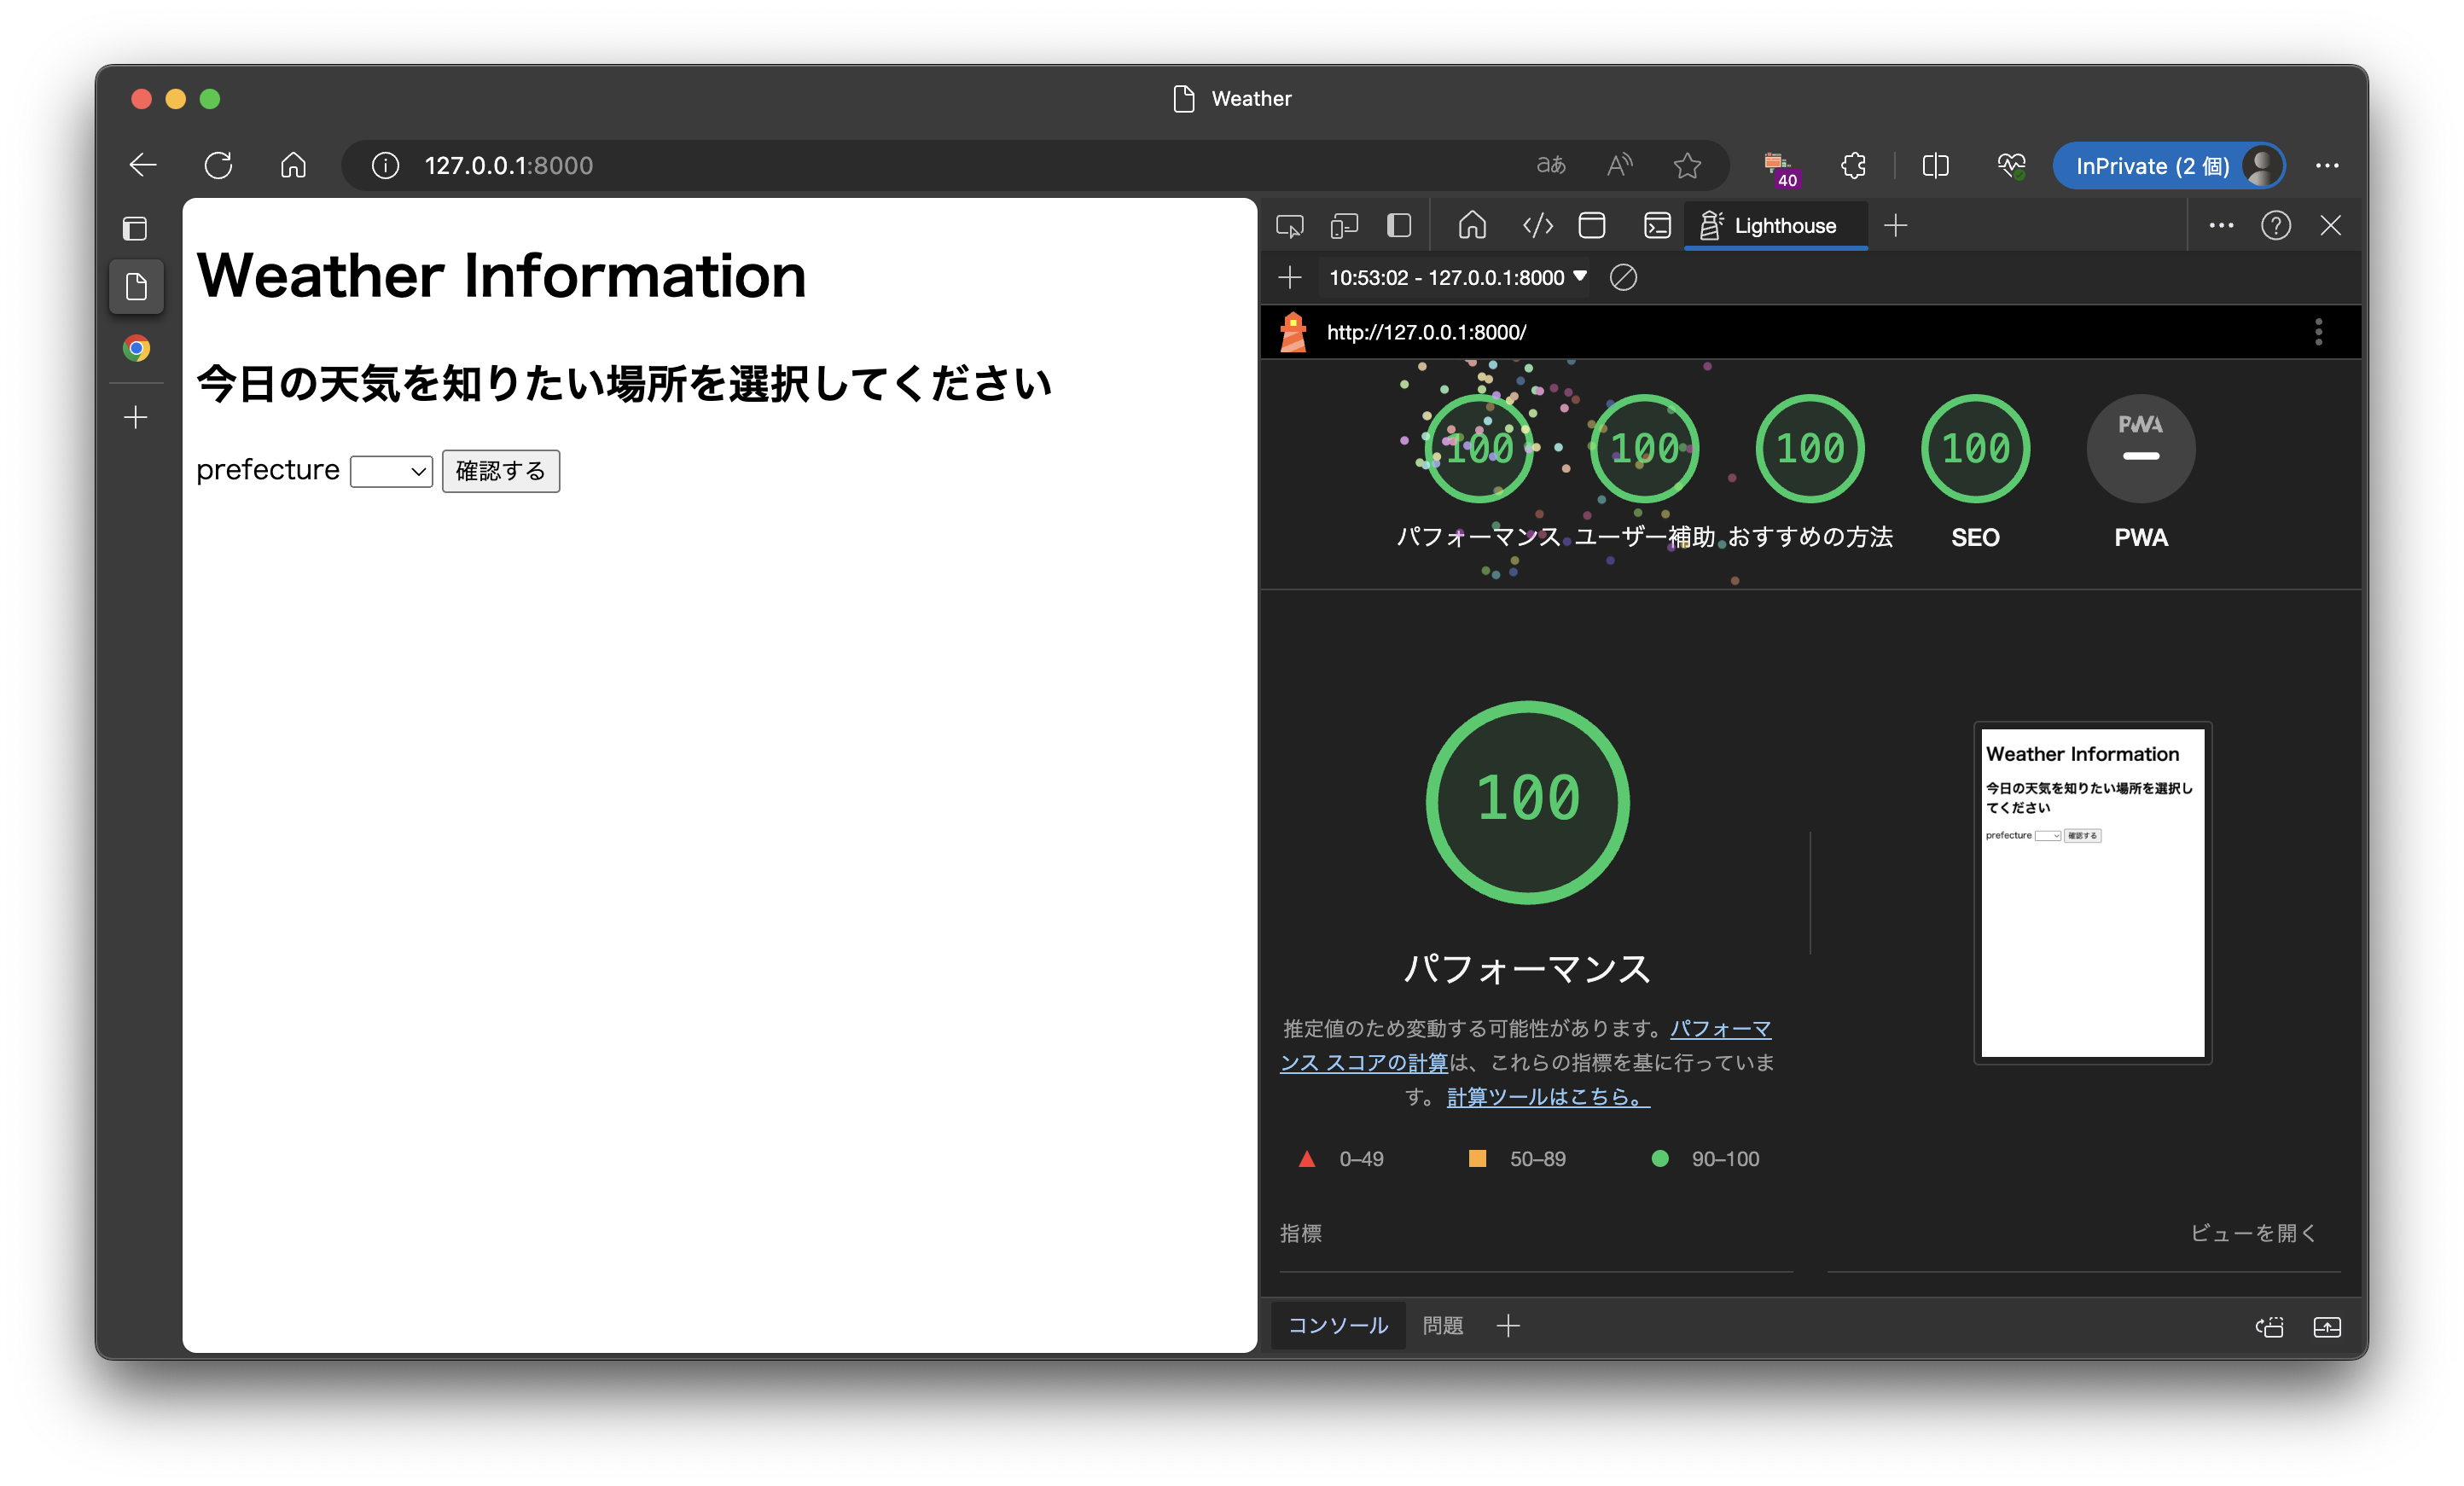 Weather
127.0.0.1:8000
aあ
A
40
InPrivate (2 個)
Weather Information
今日の天気を知りたい場所を選択してください
prefecture
確認する
Lighthouse
10:53:02 - 127.0.0.1:8000
http://127.0.0.1:8000/
100 100 100 100 PWA
パフォーマンス ユーザー補助 おすすめの方法 SEO PWA
100
パフォーマンス
推定値のため変動する可能性があります。パフォーマ
ンス スコアの計算は、これらの指標を基に行っていま
す。 計算ツールはこちら。
0–49 50–89 90–100
Weather Information
今日の天気を知りたい場所を選択し
てください
prefecture 確認する
指標
ビューを開く
コンソール 問題